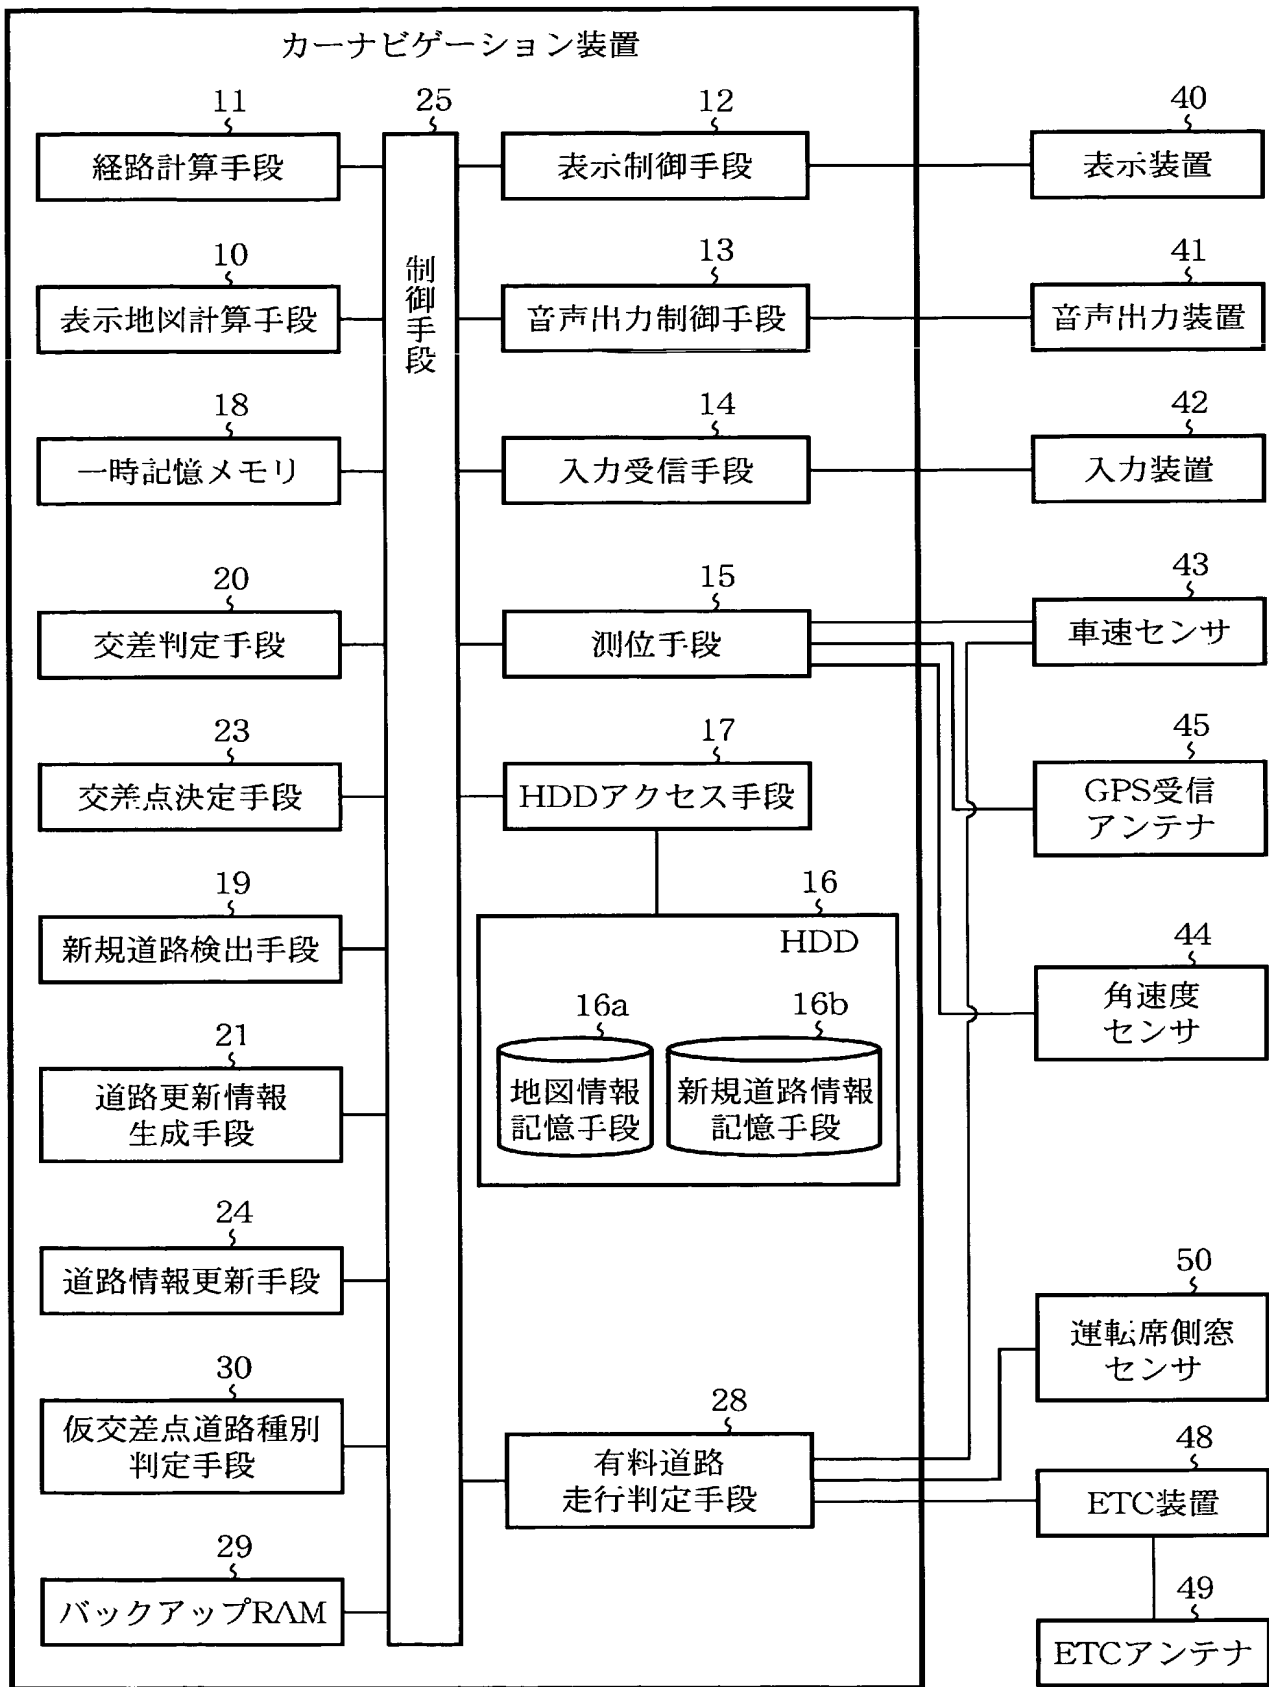 カーナビゲーション装置
11
経路計算手段
10
表示地図計算手段
18
一時記憶メモリ
20
交差判定手段
23
交差点決定手段
19
新規道路検出手段
21
道路更新情報
生成手段
24
道路情報更新手段
30
仮交差点道路種別
判定手段
29
バックアップRAM
25
制御手段
12
表示制御手段
13
音声出力制御手段
14
入力受信手段
15
測位手段
17
HDDアクセス手段
16
HDD
16a
地図情報
記憶手段
16b
新規道路情報
記憶手段
28
有料道路
走行判定手段
40
表示装置
41
音声出力装置
42
入力装置
43
車速センサ
45
GPS受信
アンテナ
44
角速度
センサ
50
運転席側窓
センサ
48
ETC装置
49
ETCアンテナ